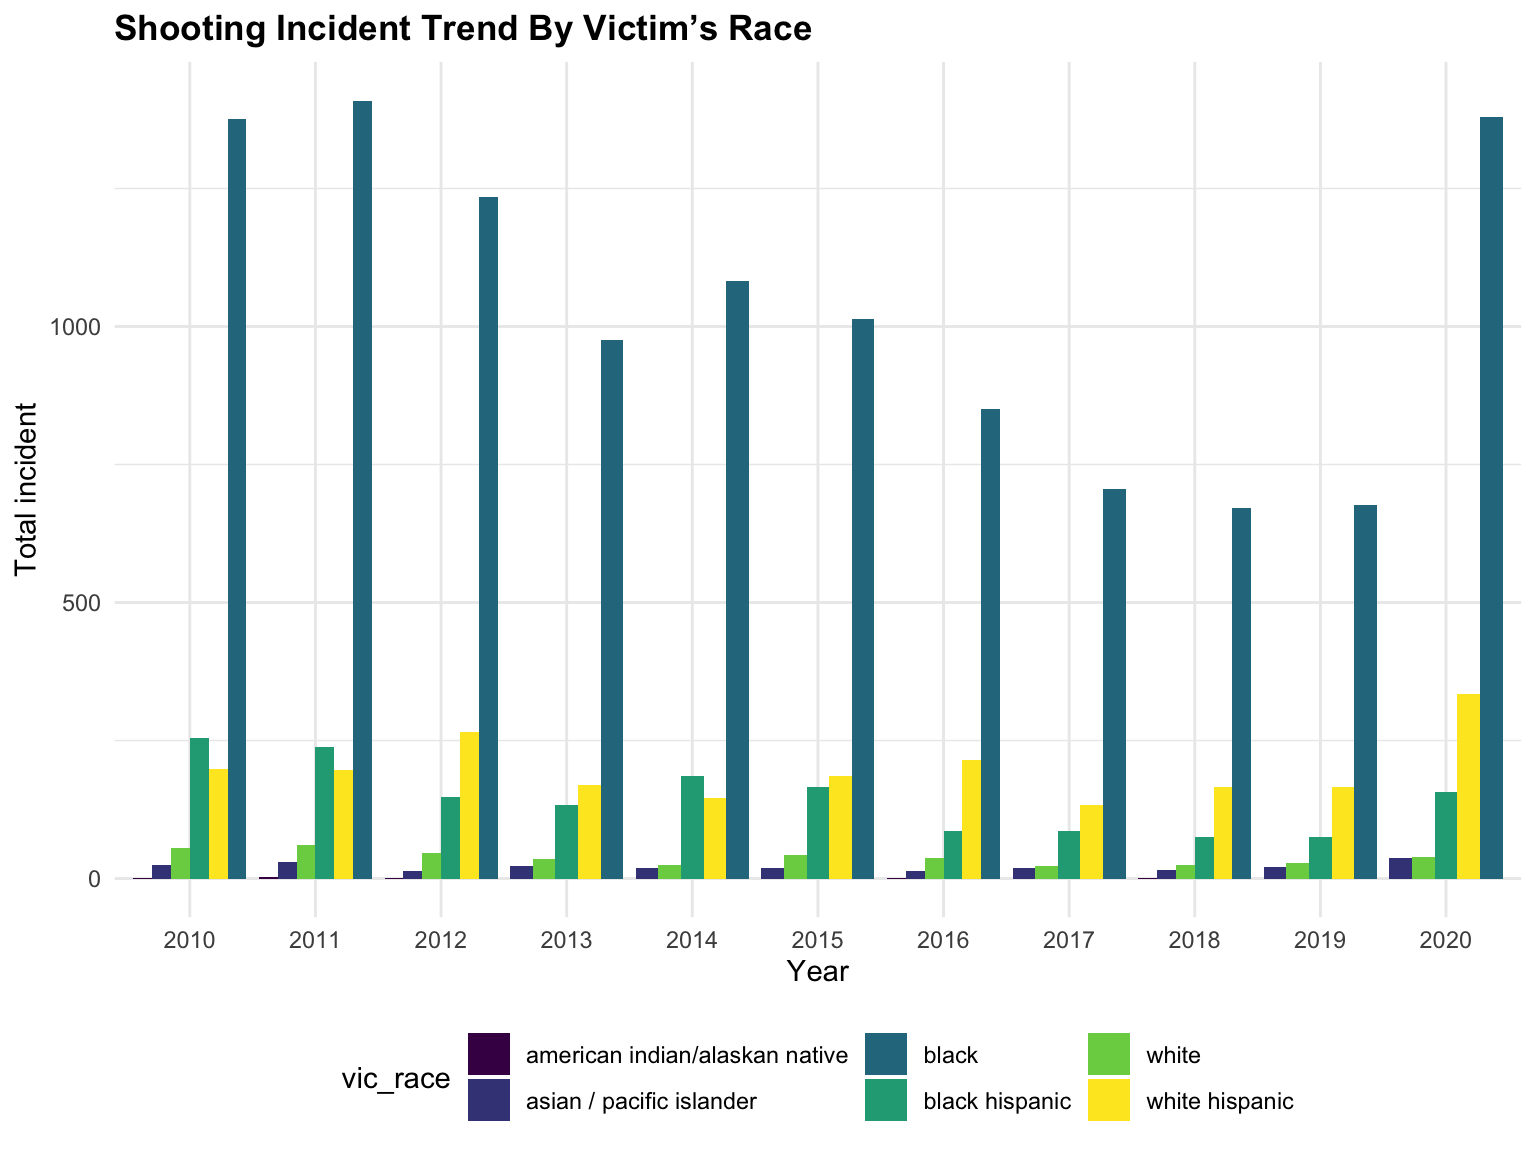 Shooting Incident Trend By Victim’s Race
Total incident
1000
500
0
2010 2011 2012 2013 2014 2015 2016 2017 2018 2019 2020
Year
vic_race
american indian/alaskan native
asian / pacific islander
black
black hispanic
white
white hispanic